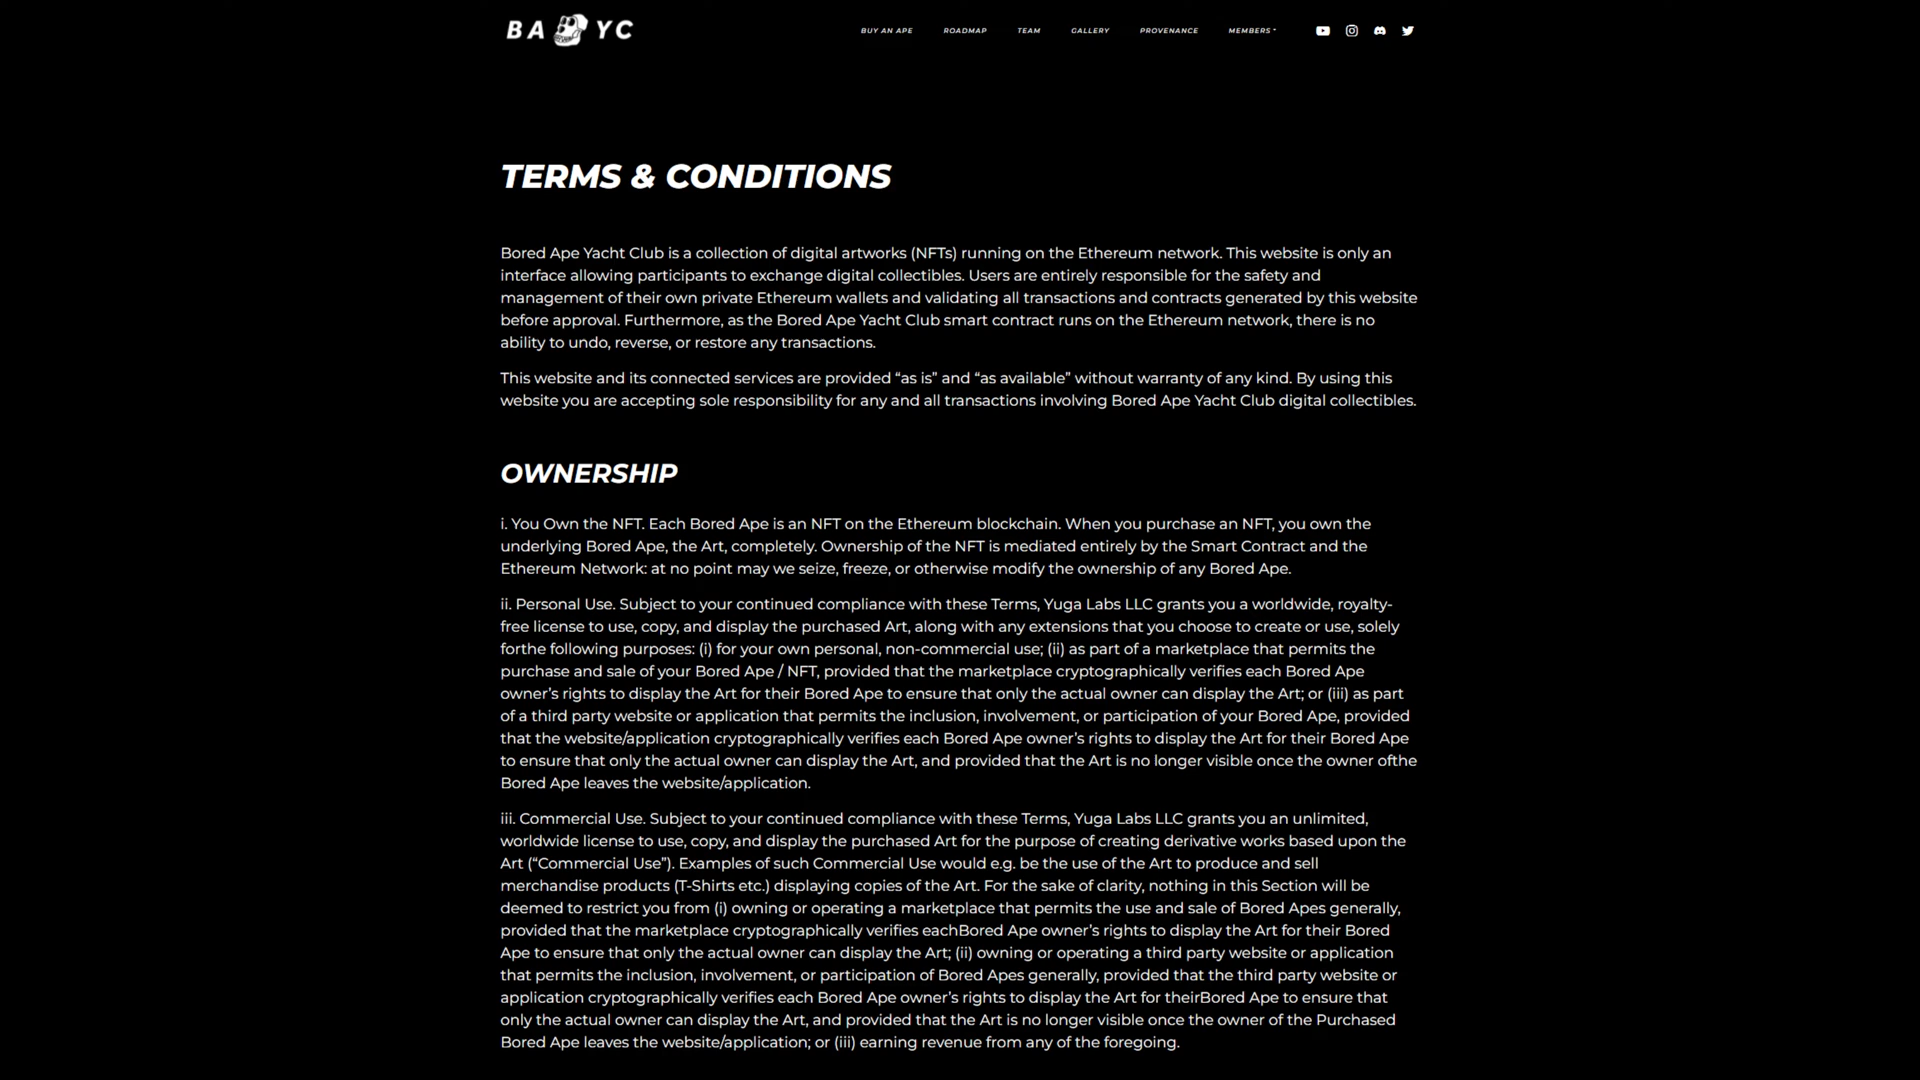 BA YC
BUY AN APE ROADMAP TEAM GALLERY PROVENANCE MEMBERS
TERMS & CONDITIONS
Bored Ape Yacht Club is a collection of digital artworks (NFTs) running on the Ethereum network. This website is only an
interface allowing participants to exchange digital collectibles. Users are entirely responsible for the safety and
management of their own private Ethereum wallets and validating all transactions and contracts generated by this website
before approval. Furthermore, as the Bored Ape Yacht Club smart contract runs on the Ethereum network, there is no
ability to undo, reverse, or restore any transactions.
This website and its connected services are provided “as is” and “as available” without warranty of any kind. By using this
website you are accepting sole responsibility for any and all transactions involving Bored Ape Yacht Club digital collectibles.
OWNERSHIP
i. You Own the NFT. Each Bored Ape is an NFT on the Ethereum blockchain. When you purchase an NFT, you own the
underlying Bored Ape, the Art, completely. Ownership of the NFT is mediated entirely by the Smart Contract and the
Ethereum Network: at no point may we seize, freeze, or otherwise modify the ownership of any Bored Ape.
ii. Personal Use. Subject to your continued compliance with these Terms, Yuga Labs LLC grants you a worldwide, royalty-
free license to use, copy, and display the purchased Art, along with any extensions that you choose to create or use, solely
forthe following purposes: (i) for your own personal, non-commercial use; (ii) as part of a marketplace that permits the
purchase and sale of your Bored Ape / NFT, provided that the marketplace cryptographically verifies each Bored Ape
owner’s rights to display the Art for their Bored Ape to ensure that only the actual owner can display the Art; or (iii) as part
of a third party website or application that permits the inclusion, involvement, or participation of your Bored Ape, provided
that the website/application cryptographically verifies each Bored Ape owner’s rights to display the Art for their Bored Ape
to ensure that only the actual owner can display the Art, and provided that the Art is no longer visible once the owner ofthe
Bored Ape leaves the website/application.
iii. Commercial Use. Subject to your continued compliance with these Terms, Yuga Labs LLC grants you an unlimited,
worldwide license to use, copy, and display the purchased Art for the purpose of creating derivative works based upon the
Art (“Commercial Use”). Examples of such Commercial Use would e.g. be the use of the Art to produce and sell
merchandise products (T-Shirts etc.) displaying copies of the Art. For the sake of clarity, nothing in this Section will be
deemed to restrict you from (i) owning or operating a marketplace that permits the use and sale of Bored Apes generally,
provided that the marketplace cryptographically verifies eachBored Ape owner’s rights to display the Art for their Bored
Ape to ensure that only the actual owner can display the Art; (ii) owning or operating a third party website or application
that permits the inclusion, involvement, or participation of Bored Apes generally, provided that the third party website or
application cryptographically verifies each Bored Ape owner’s rights to display the Art for theirBored Ape to ensure that
only the actual owner can display the Art, and provided that the Art is no longer visible once the owner of the Purchased
Bored Ape leaves the website/application; or (iii) earning revenue from any of the foregoing.